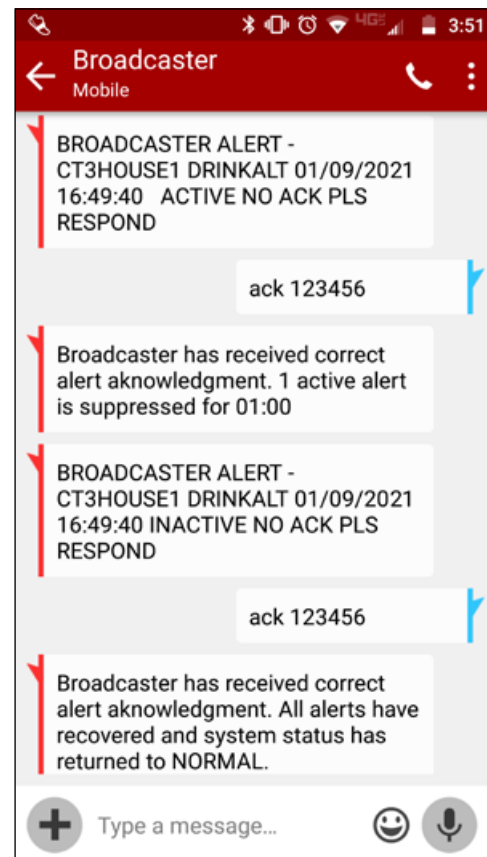 4G 3:51
Broadcaster
Mobile
BROADCASTER ALERT -
CT3HOUSE1 DRINKALT 01/09/2021
16:49:40   ACTIVE NO ACK PLS
RESPOND
ack 123456
Broadcaster has received correct
alert aknowledgment. 1 active alert
is suppressed for 01:00
BROADCASTER ALERT -
CT3HOUSE1 DRINKALT 01/09/2021
16:49:40 INACTIVE NO ACK PLS
RESPOND
ack 123456
Broadcaster has received correct
alert aknowledgment. All alerts have
recovered and system status has
returned to NORMAL.
Type a message...